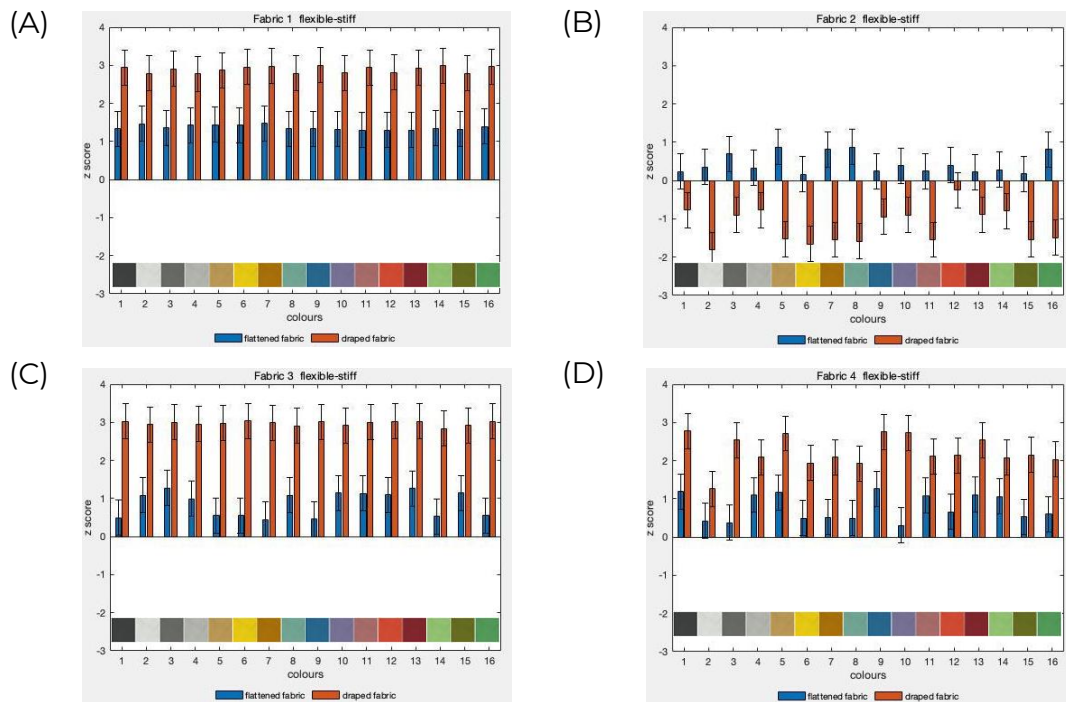 (A)
Fabric 1 flexible-stiff
4
3
2
1
0
-1
-2
-3
z score
1 2 3 4 5 6 7 8 9 10 11 12 13 14 15 16
colours
flattened fabric draped fabric
(B)
Fabric 2 flexible-stiff
4
3
2
1
0
-1
-2
-3
z score
1 2 3 4 5 6 7 8 9 10 11 12 13 14 15 16
colours
flattened fabric draped fabric
(C)
Fabric 3 flexible-stiff
4
3
2
1
0
-1
-2
-3
z score
1 2 3 4 5 6 7 8 9 10 11 12 13 14 15 16
colours
flattened fabric draped fabric
(D)
Fabric 4 flexible-stiff
4
3
2
1
0
-1
-2
-3
z score
1 2 3 4 5 6 7 8 9 10 11 12 13 14 15 16
colours
flattened fabric draped fabric